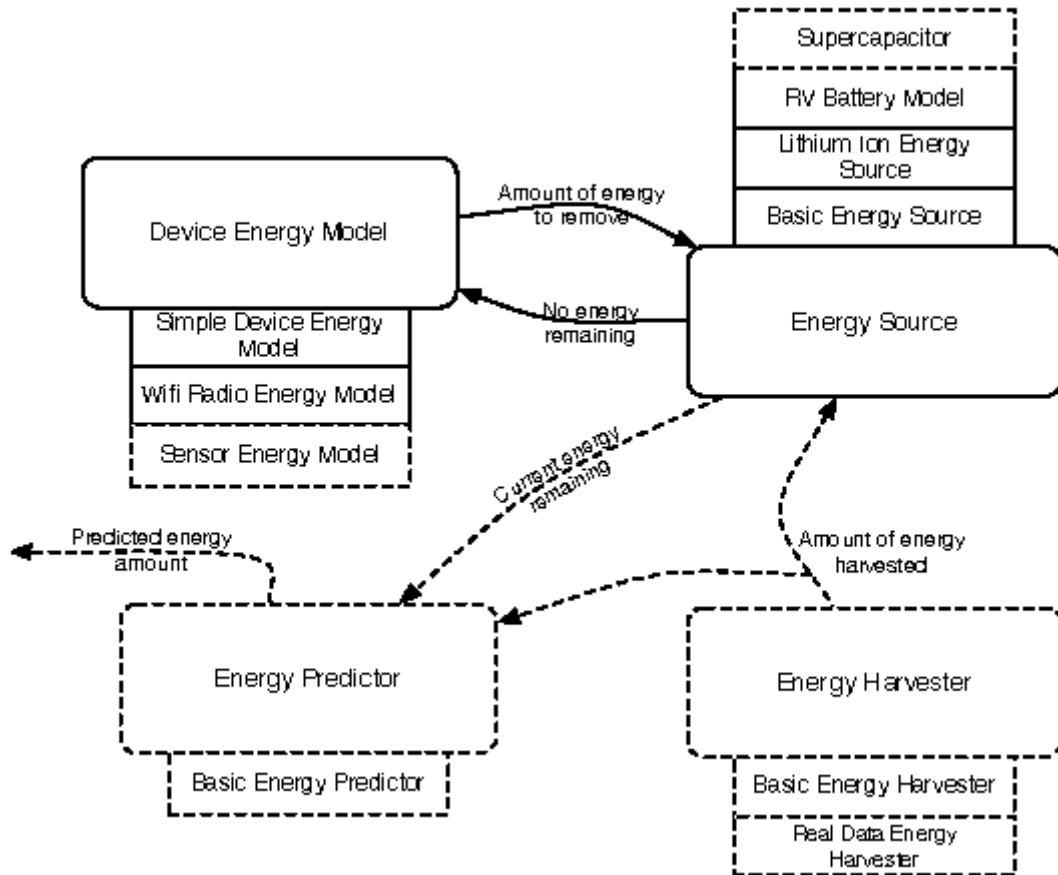 Supercapacitor
RV Battery Model
Lithium Ion Energy
Source
Basic Energy Source
Device Energy Model
Amount of energy
to remove
No energy
remaining
Energy Source
Simple Device Energy
Model
Wifi Radio Energy Model
Sensor Energy Model
Current energy
remaining
Predicted energy
amount
Amount of energy
harvested
Energy Predictor
Energy Harvester
Basic Energy Predictor
Basic Energy Harvester
Real Data Energy
Harvester